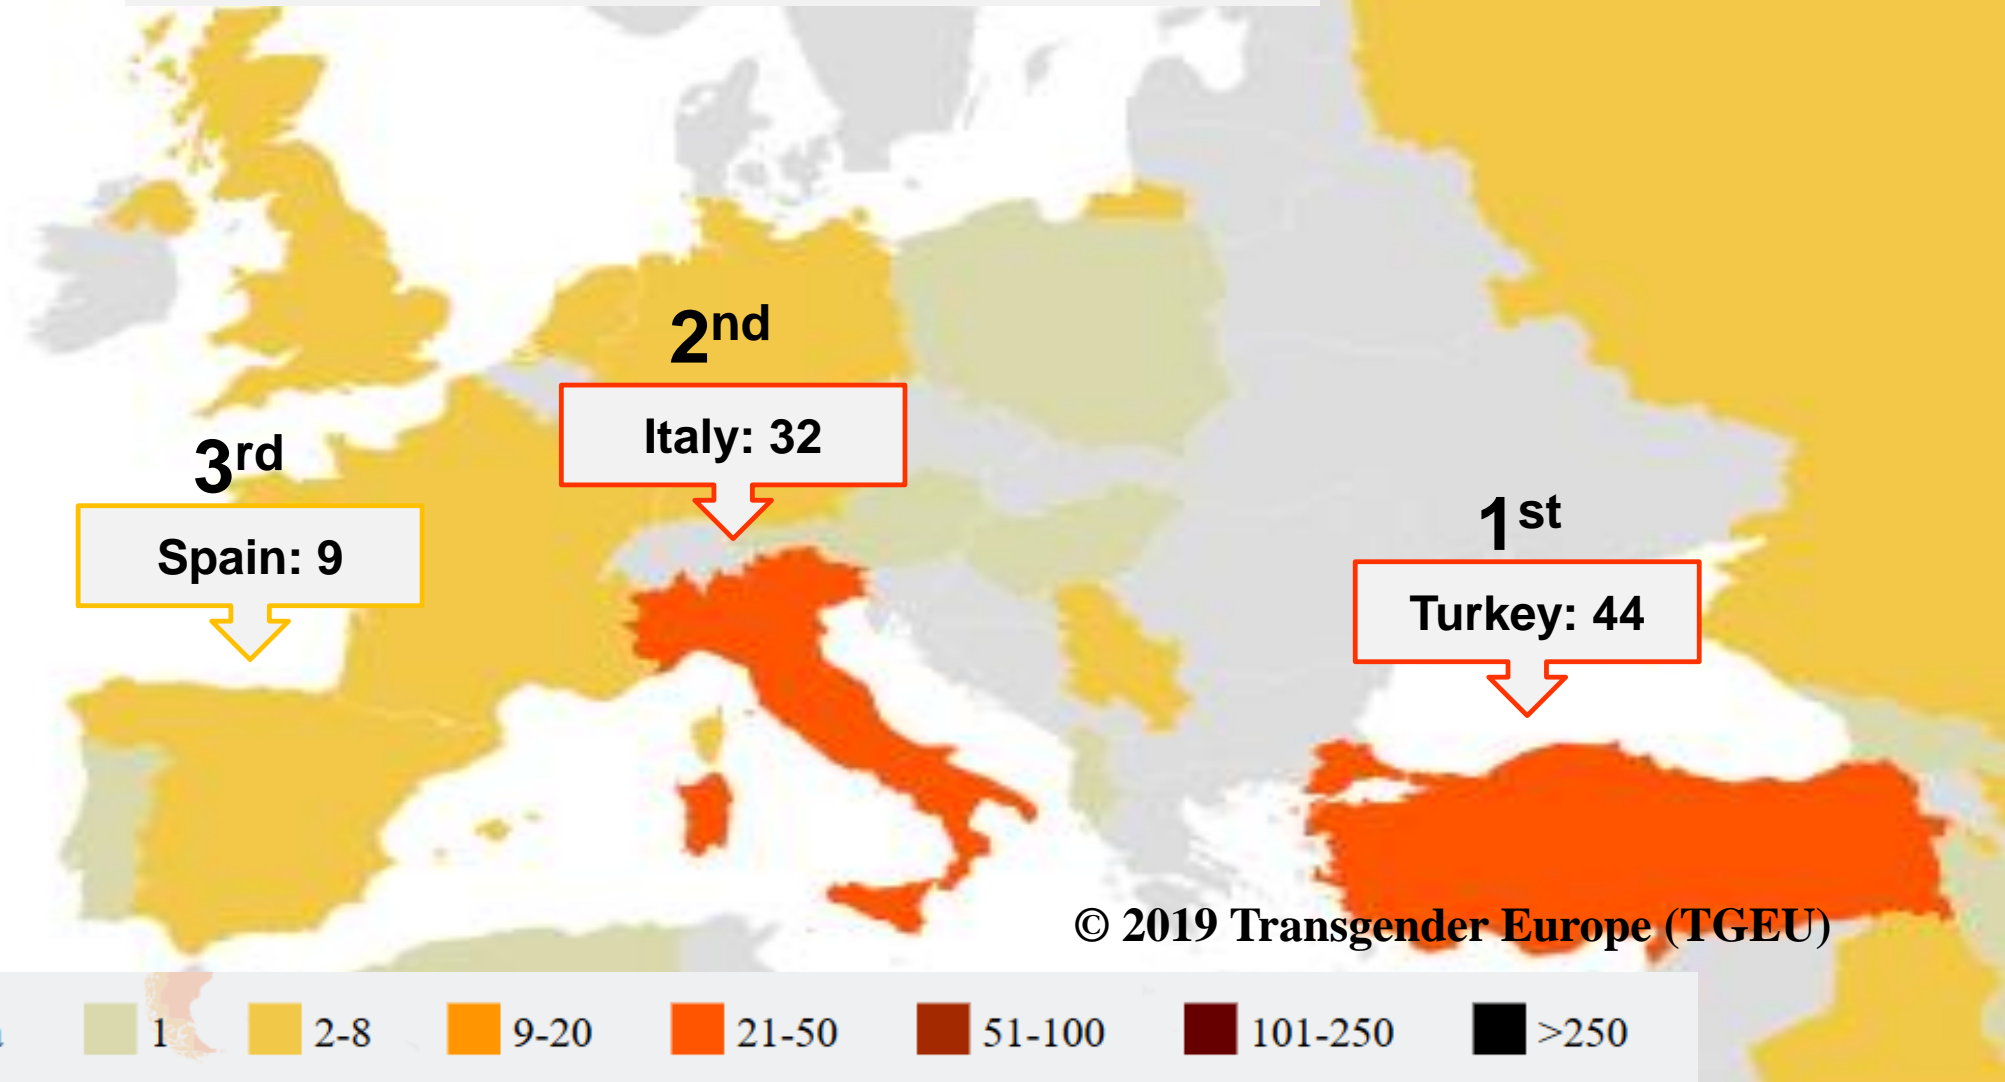 2nd
Italy: 32
3rd
Spain: 9
1st
Turkey: 44
© 2019 Transgender Europe (TGEU)
1
2-8
9-20
21-50
51-100
101-250
>250